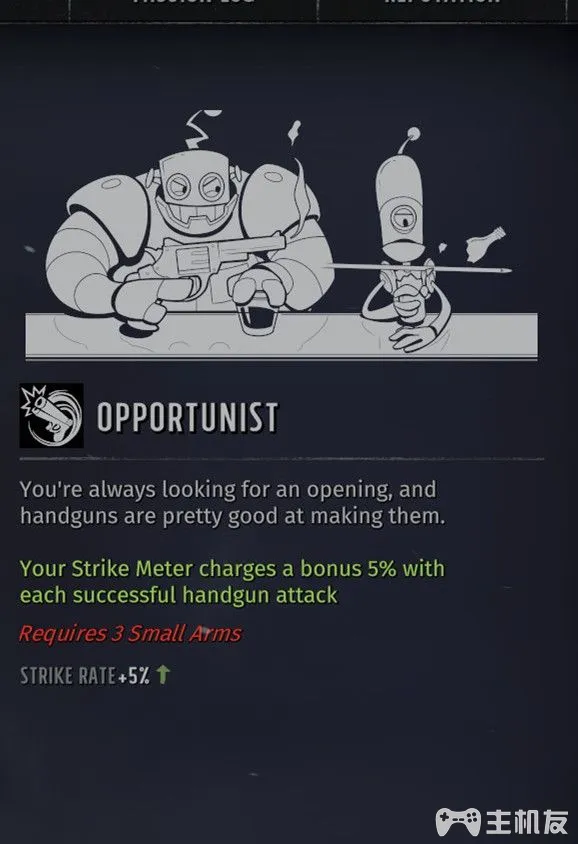 OPPORTUNIST
You're always looking for an opening, and
handguns are pretty good at making them.
Your Strike Meter charges a bonus 5% with
each successful handgun attack
Requires 3 Small Arms
STRIKE RATE+5%
主机友